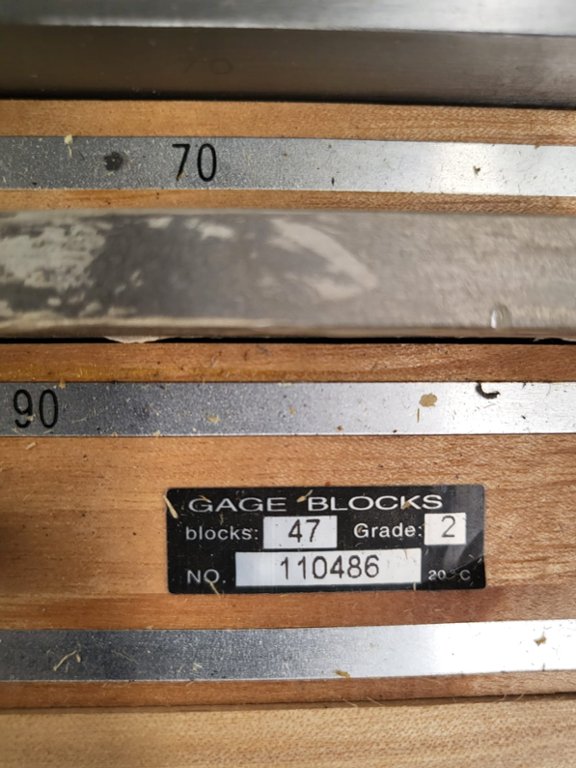 70
90
GAGE BLOCKS
blocks: 47 Grade: 2
NO. 110486 20°C